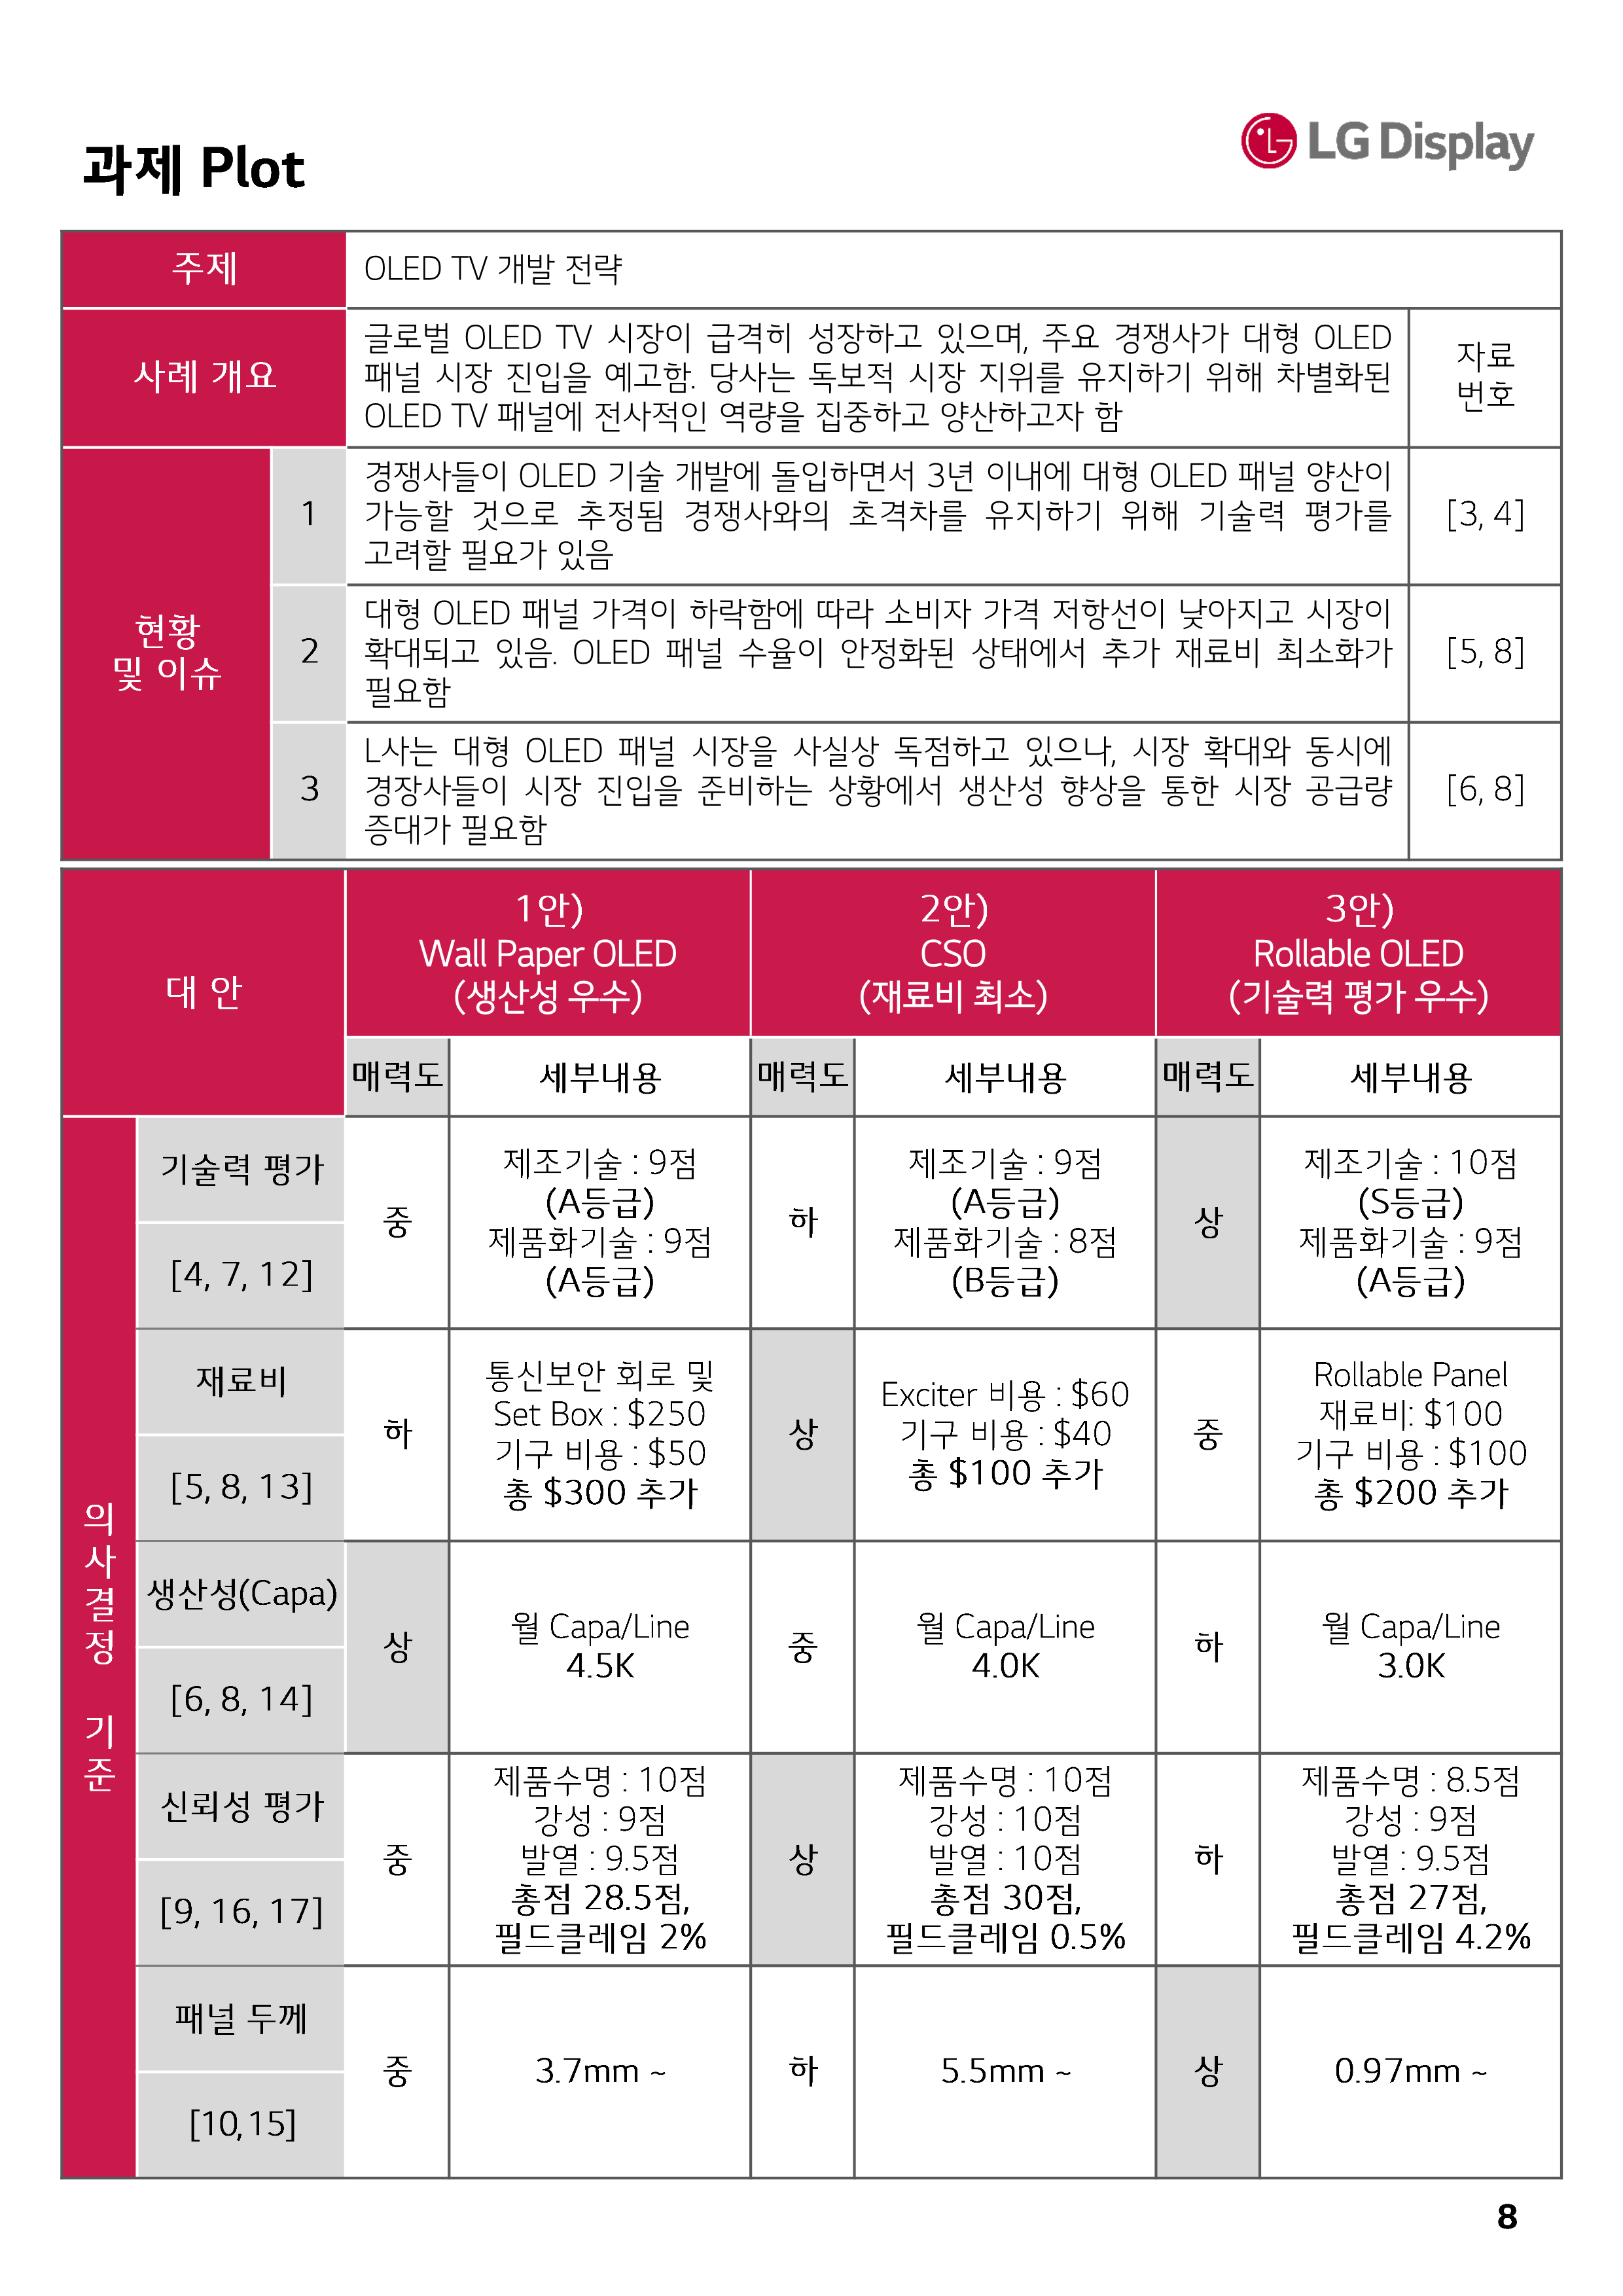 과제 Plot
LG Display
주제
OLED TV 개발 전략
사례 개요
글로벌 OLED TV 시장이 급격히 성장하고 있으며, 주요 경쟁사가 대형 OLED
패널 시장 진입을 예고함. 당사는 독보적 시장 지위를 유지하기 위해 차별화된
OLED TV 패널에 전사적인 역량을 집중하고 양산하고자 함
자료
번호
현황
및 이슈
1
경쟁사들이 OLED 기술 개발에 돌입하면서 3년 이내에 대형 OLED 패널 양산이
가능할 것으로 추정됨 경쟁사와의 초격차를 유지하기 위해 기술력 평가를
고려할 필요가 있음
[3, 4]
2
대형 OLED 패널 가격이 하락함에 따라 소비자 가격 저항선이 낮아지고 시장이
확대되고 있음. OLED 패널 수율이 안정화된 상태에서 추가 재료비 최소화가
필요함
[5, 8]
3
L사는 대형 OLED 패널 시장을 사실상 독점하고 있으나, 시장 확대와 동시에
경장사들이 시장 진입을 준비하는 상황에서 생산성 향상을 통한 시장 공급량
증대가 필요함
[6, 8]
대 안
1안)
Wall Paper OLED
(생산성 우수)
2안)
CSO
(재료비 최소)
3안)
Rollable OLED
(기술력 평가 우수)
매력도
세부내용
매력도
세부내용
매력도
세부내용
의
사
결
정
기
준
기술력 평가
[4, 7, 12]
중
제조기술 : 9점
(A등급)
제품화기술 : 9점
(A등급)
하
제조기술 : 9점
(A등급)
제품화기술 : 8점
(B등급)
상
제조기술 : 10점
(S등급)
제품화기술 : 9점
(A등급)
재료비
[5, 8, 13]
하
통신보안 회로 및
Set Box : $250
기구 비용 : $50
총 $300 추가
상
Exciter 비용 : $60
기구 비용 : $40
총 $100 추가
중
Rollable Panel
재료비: $100
기구 비용 : $100
총 $200 추가
생산성(Capa)
[6, 8, 14]
상
월 Capa/Line
4.5K
중
월 Capa/Line
4.0K
하
월 Capa/Line
3.0K
신뢰성 평가
[9, 16, 17]
중
제품수명 : 10점
강성 : 9점
발열 : 9.5점
총점 28.5점,
필드클레임 2%
상
제품수명 : 10점
강성 : 10점
발열 : 10점
총점 30점,
필드클레임 0.5%
하
제품수명 : 8.5점
강성 : 9점
발열 : 9.5점
총점 27점,
필드클레임 4.2%
패널 두께
[10,15]
중
3.7mm ~
하
5.5mm ~
상
0.97mm ~
8